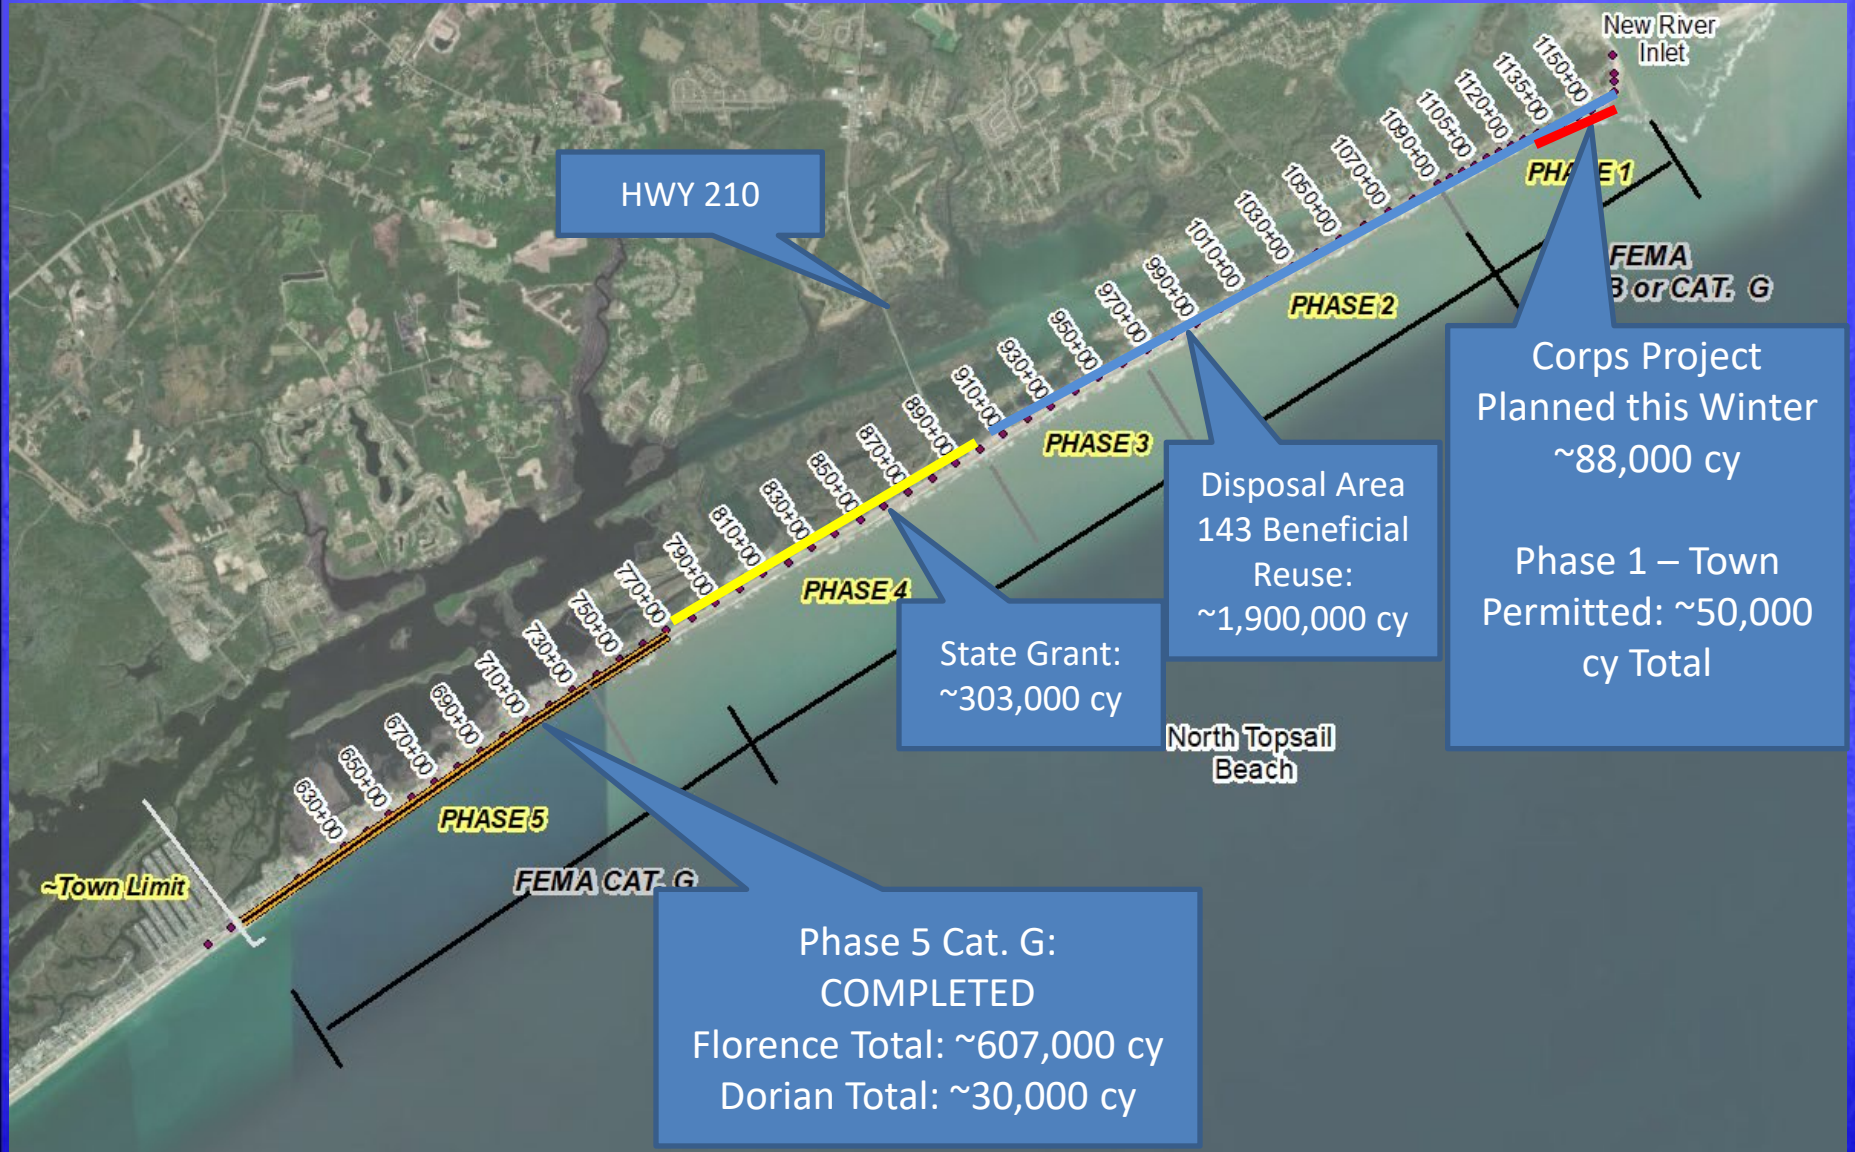 New River
Inlet
1150+00
1135+00
1120+00
1105+00
1090+00
1070+00
1050+00
1030+00
1010+00
990+00
970+00
950+00
930+00
910+00
890+00
870+00
850+00
830+00
810+00
790+00
770+00
750+00
730+00
710+00
690+00
670+00
650+00
630+00
HWY 210
PHASE 1
FEMA
B or CAT. G
PHASE 2
PHASE 3
PHASE 4
PHASE 5
Corps Project
Planned this Winter
~88,000 cy
Phase 1 – Town
Permitted: ~50,000
cy Total
Disposal Area
143 Beneficial
Reuse:
~1,900,000 cy
State Grant:
~303,000 cy
North Topsail
Beach
~Town Limit
FEMA CAT. G
Phase 5 Cat. G:
COMPLETED
Florence Total: ~607,000 cy
Dorian Total: ~30,000 cy